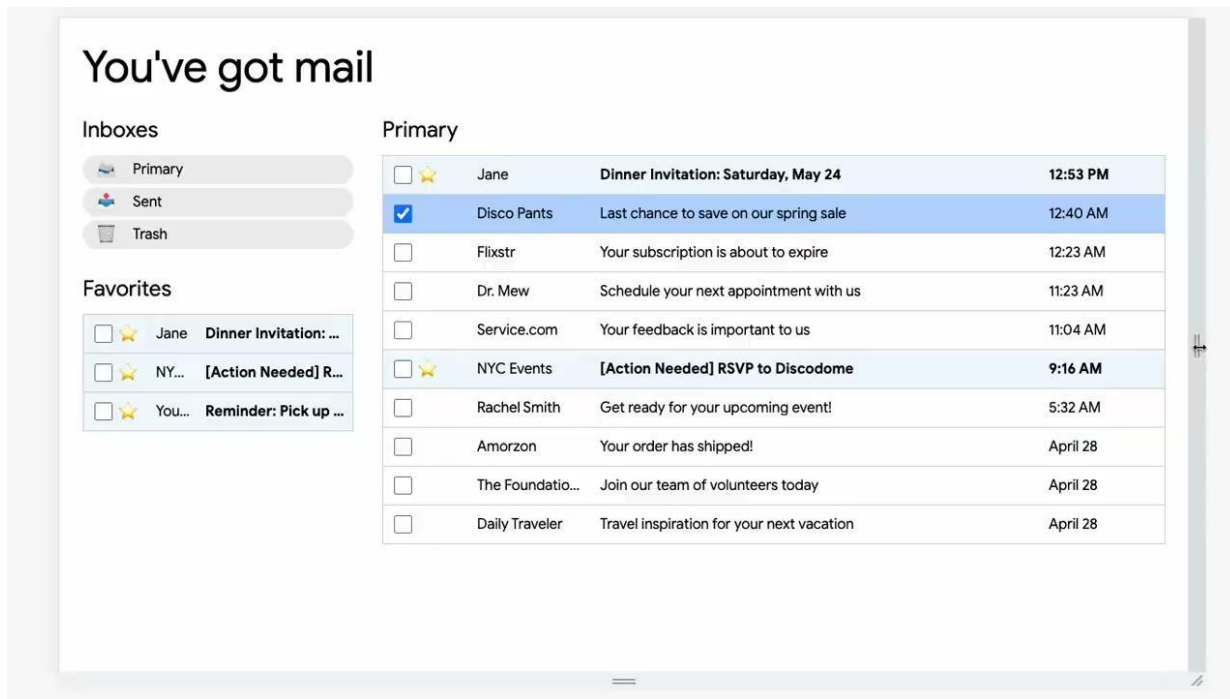 You've got mail
Inboxes
Primary
Sent
Trash
Favorites
Jane Dinner Invitation: ...
NY... [Action Needed] R...
You... Reminder: Pick up ...
Primary
Jane Dinner Invitation: Saturday, May 24 12:53 PM
Disco Pants Last chance to save on our spring sale 12:40 AM
Flixstr Your subscription is about to expire 12:23 AM
Dr. Mew Schedule your next appointment with us 11:23 AM
Service.com Your feedback is important to us 11:04 AM
NYC Events [Action Needed] RSVP to Discodome 9:16 AM
Rachel Smith Get ready for your upcoming event! 5:32 AM
Amorzon Your order has shipped! April 28
The Foundatio... Join our team of volunteers today April 28
Daily Traveler Travel inspiration for your next vacation April 28